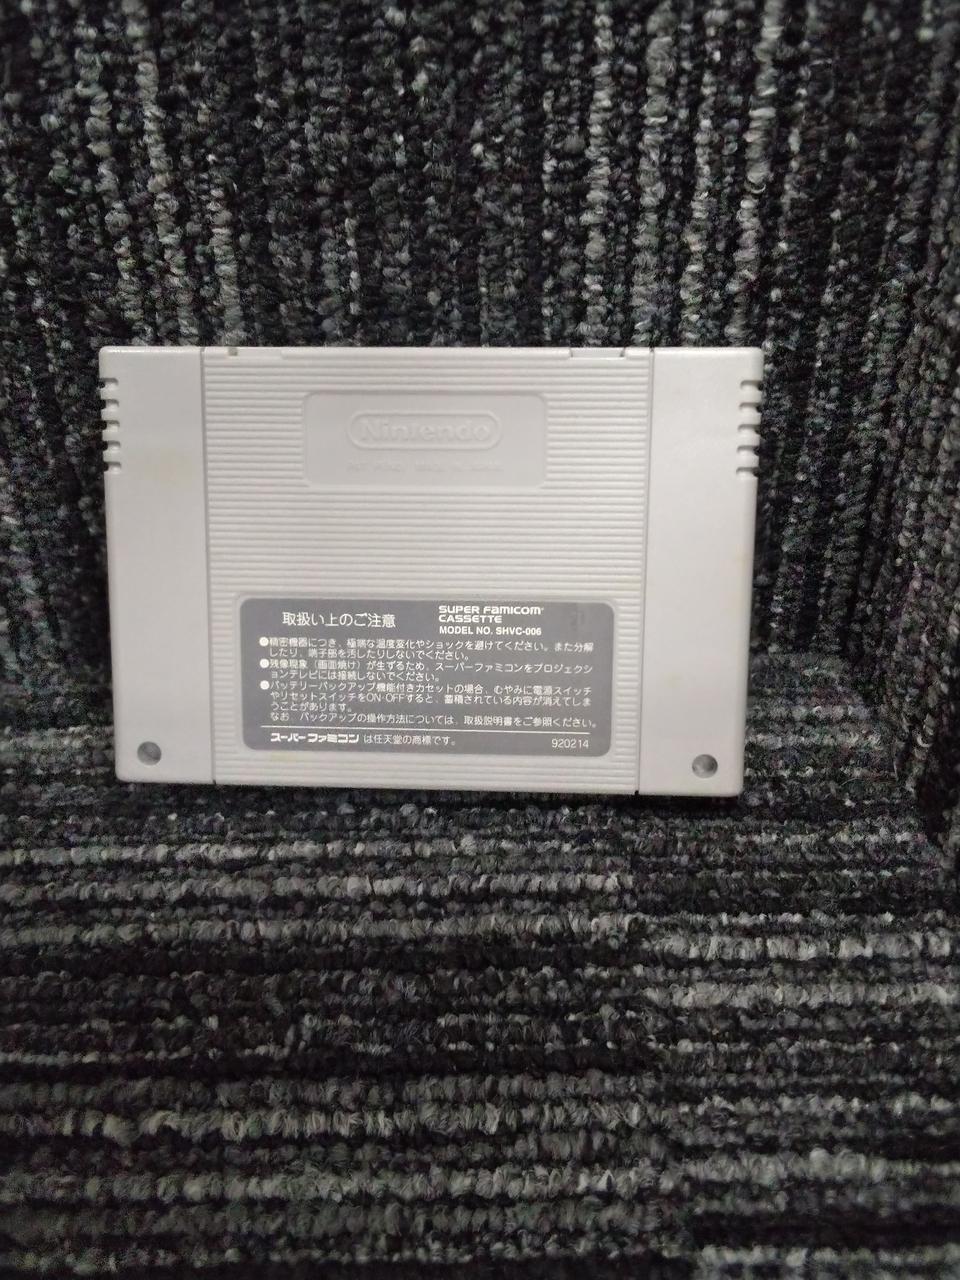 Nintendo
取扱い上のご注意
SUPER FAMICOM
CASSETTE
MODEL NO. SHVC-006
●精密機器につき、極端な温度変化やショックを避けてください。また分解
したり、端子部を汚したりしないでください。
●残像現象（画面焼け）が生ずるため、スーパーファミコンをプロジェクシ
ョンテレビには接続しないでください。
●バッテリーバックアップ機能付きカセットの場合、むやみに電源スイッチ
やリセットスイッチをON・OFFすると、蓄積されている内容が消えてしま
うことがあります。
なお、バックアップの操作方法については、取扱説明書をご参照ください。
スーパーファミコン は任天堂の商標です。
920214